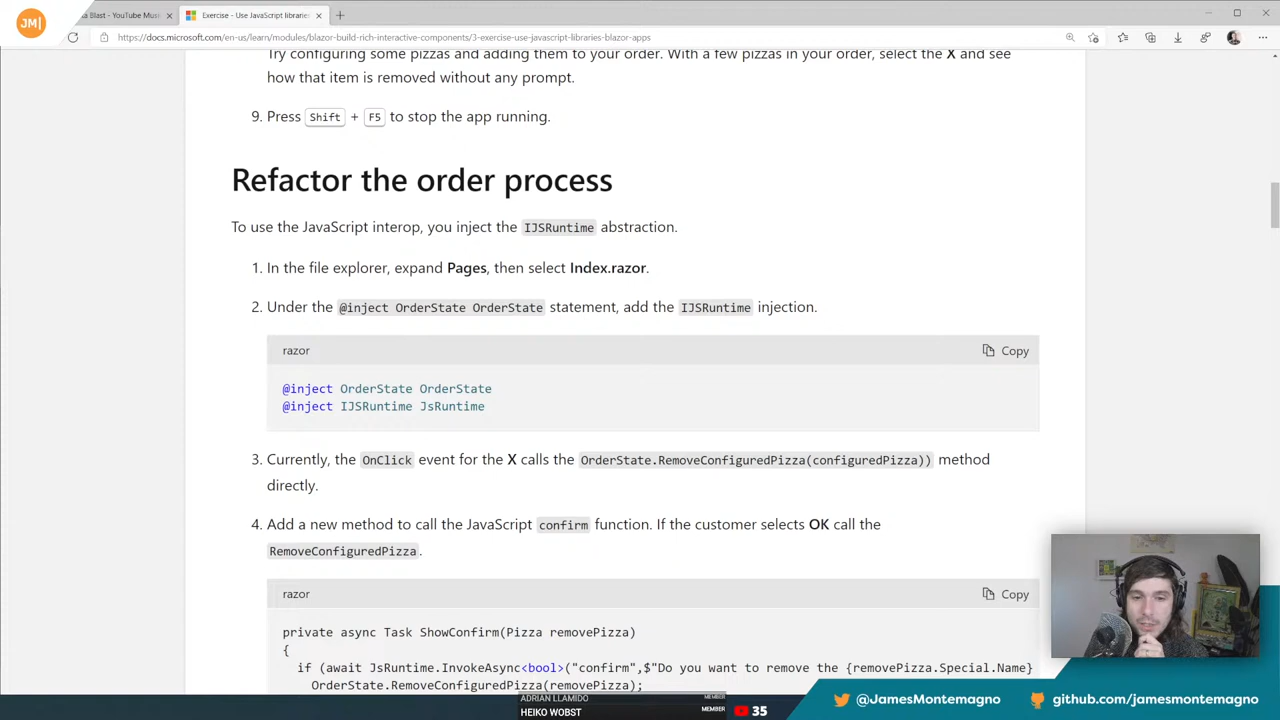 JM|
a Blast - YouTube Mus
Exercise - Use JavaScript libraries
https://docs.microsoft.com/en-us/learn/modules/blazor-build-rich-interactive-components/3-exercise-use-javascript-libraries-blazor-apps
Try configuring some pizzas and adding them to your order. With a few pizzas in your order, select the X and see
how that item is removed without any prompt.
9. Press Shift + F5 to stop the app running.
Refactor the order process
To use the JavaScript interop, you inject the IJSRuntime abstraction.
1. In the file explorer, expand Pages, then select Index.razor.
2. Under the @inject OrderState OrderState statement, add the IJSRuntime injection.
razor
Copy
@inject OrderState OrderState
@inject IJSRuntime JsRuntime
3. Currently, the OnClick event for the X calls the OrderState.RemoveConfiguredPizza(configuredPizza)) method
directly.
4. Add a new method to call the JavaScript confirm function. If the customer selects OK call the
RemoveConfiguredPizza.
razor
Copy
private async Task ShowConfirm(Pizza removePizza)
{
if (await JsRuntime.InvokeAsync<bool>("confirm",$"Do you want to remove the {removePizza.Special.Name}
OrderState.RemoveConfiguredPizza(removePizza);
ADRIAN LLAMIDO MEMBER
HEIKO WOBST MEMBER
35
@JamesMontemagno
github.com/jamesmontemagno